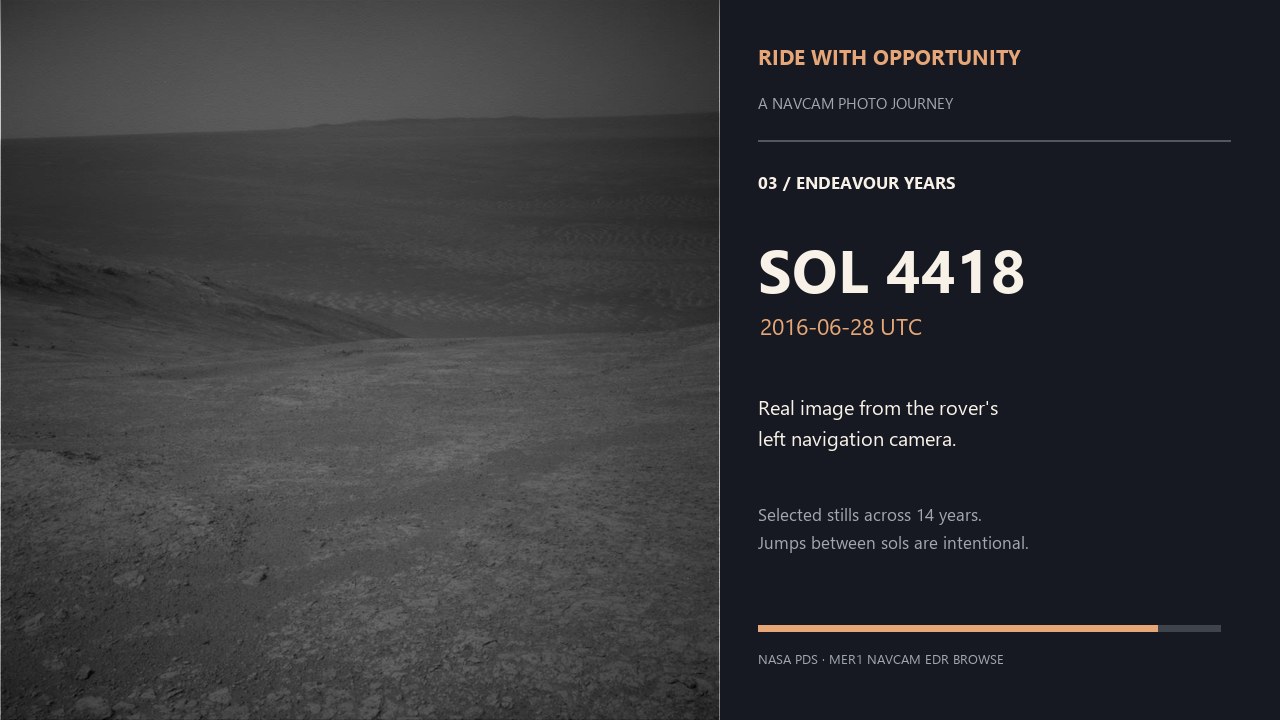 RIDE WITH OPPORTUNITY
A NAVCAM PHOTO JOURNEY
03 / ENDEAVOUR YEARS
SOL 4418
2016-06-28 UTC
Real image from the rover's
left navigation camera.
Selected stills across 14 years.
Jumps between sols are intentional.
NASA PDS · MER1 NAVCAM EDR BROWSE